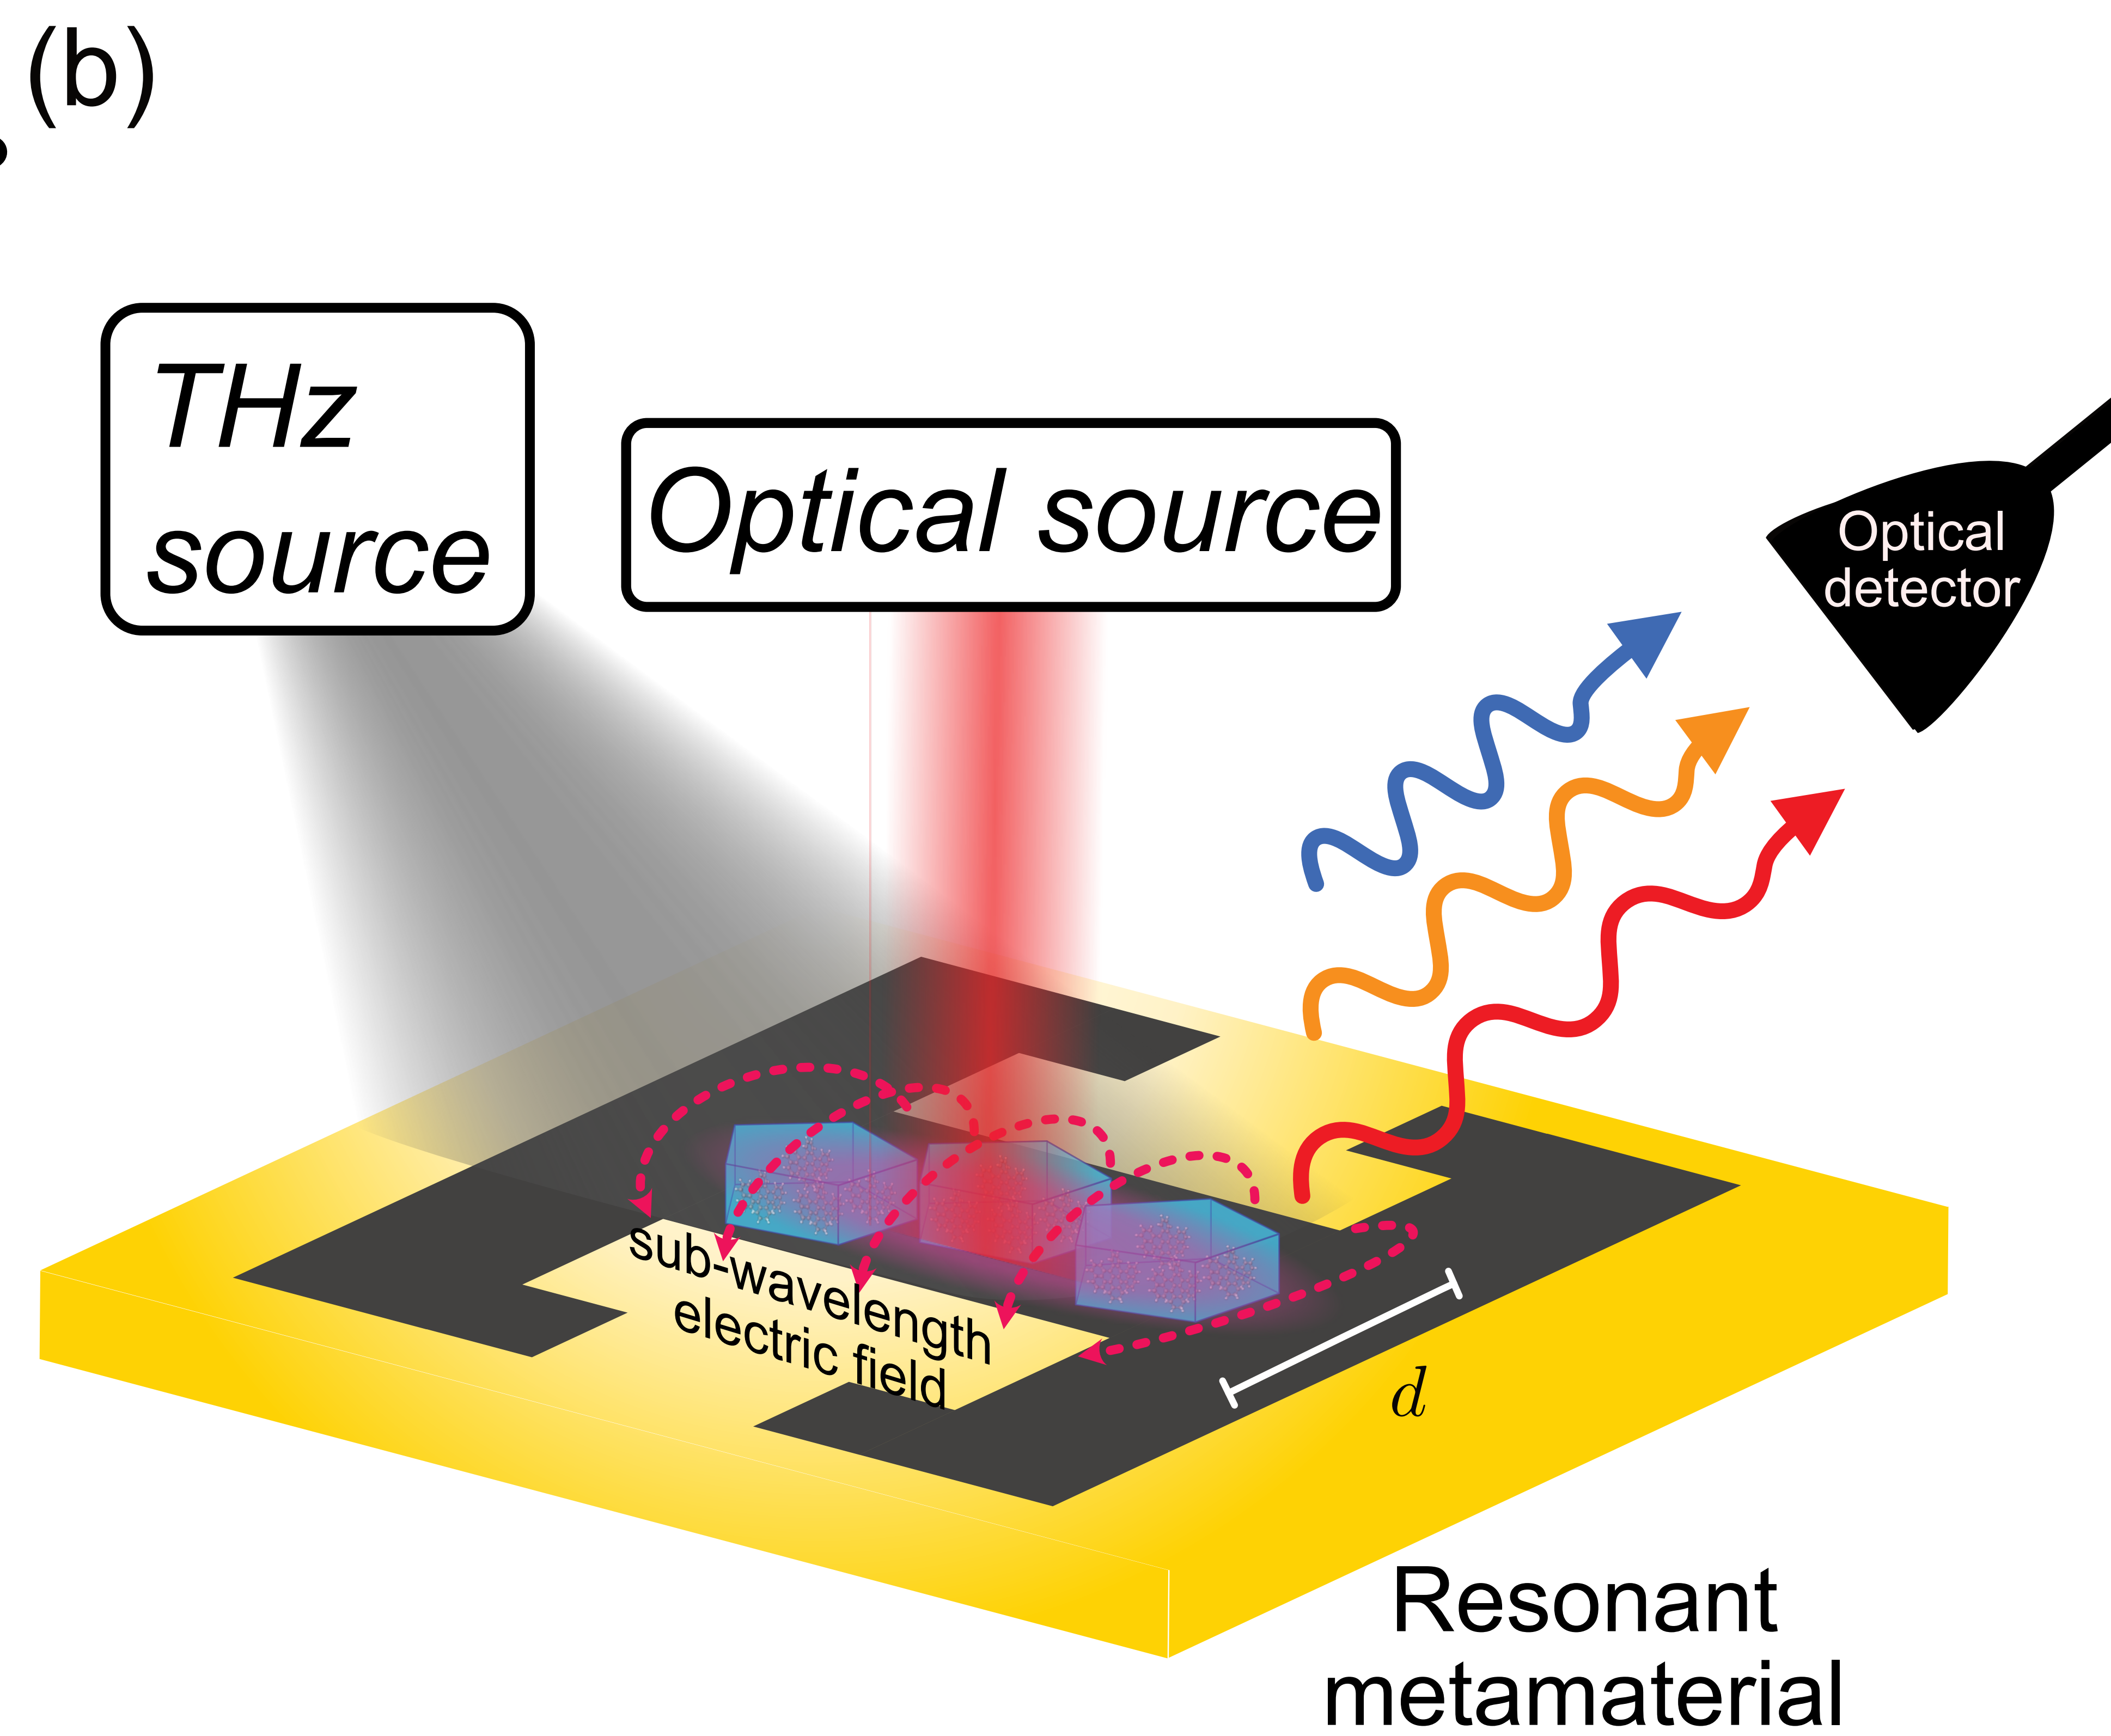 (b)
THz
source
Optical source
Optical
detector
sub-wavelength
electric field
d
Resonant
metamaterial